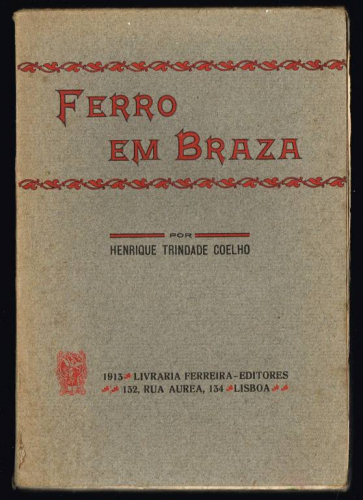 FERRO
EM BRAZA
POR
HENRIQUE TRINDADE COELHO
1913 LIVRARIA FERREIRA-EDITORES
132, RUA AUREA, 134 LISBOA